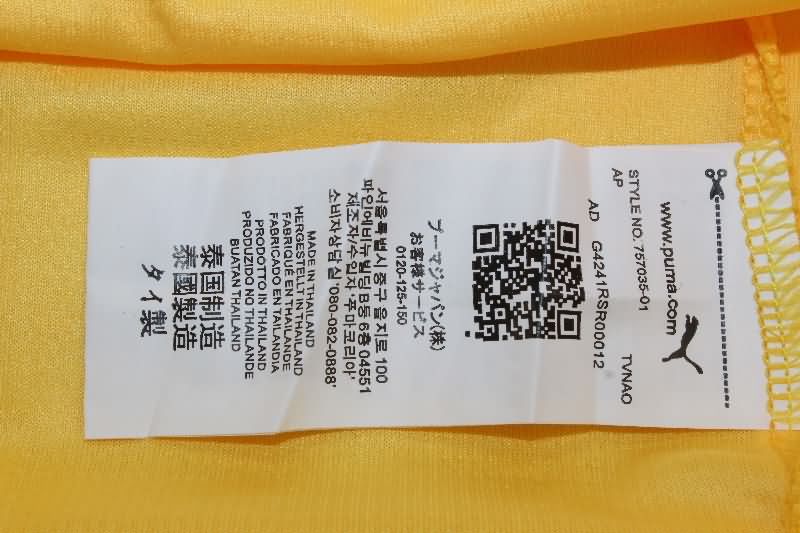 www.puma.com
STYLE NO. 757035-01 TVNAO
AP
AD G4241RSR00012
プーマジャパン(株)
お客様サービス
0120-125-150
서울특별시중구 을지로 100
파인에비뉴빌딩 B동 6층 04551
제조자/수입자 '푸마코리아'
소비자상담실 '080-082-0888'
MADE IN THAILAND
HERGESTELLT IN THAILAND
FABRIQUÉ EN THAILANDE
FABRICADO EN TAILANDIA
PRODOTTO IN THAILAND
PRODUZIDO NO THAILANDE
BUATAN THAILAND
泰国制造
泰國製造
タイ製